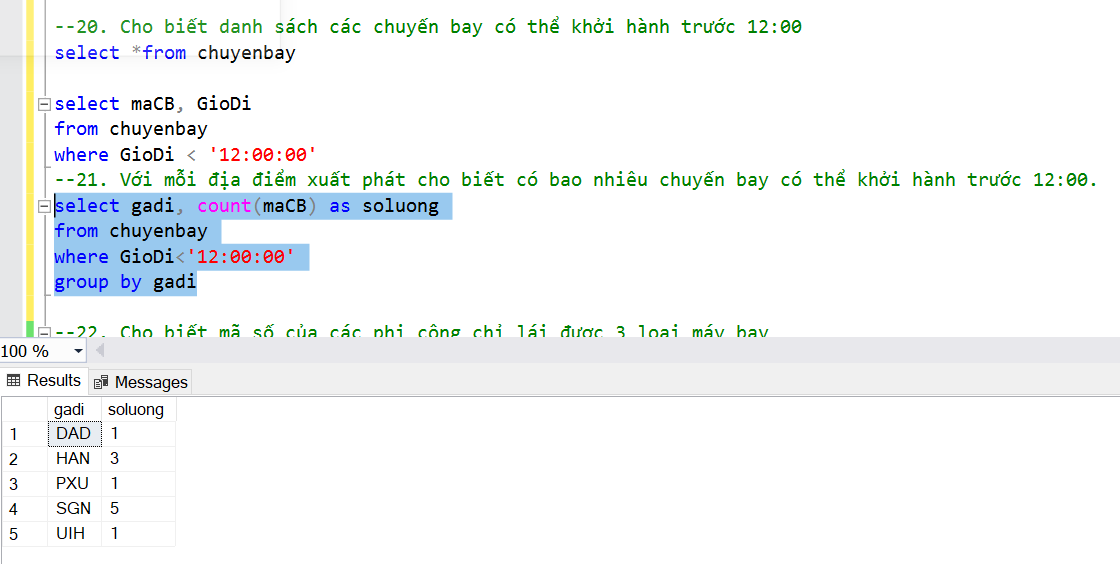 --20. Cho biết danh sách các chuyến bay có thể khởi hành trước 12:00
select *from chuyenbay
select maCB, GioDi
from chuyenbay
where GioDi < '12:00:00'
--21. Với mỗi địa điểm xuất phát cho biết có bao nhiêu chuyến bay có thể khởi hành trước 12:00.
select gadi, count(maCB) as soluong
from chuyenbay
where GioDi<'12:00:00'
group by gadi
--22. Cho biết mã số của các phi công chỉ lái được 3 loại máy bay
100 %
Results Messages
gadi soluong
1 DAD 1
2 HAN 3
3 PXU 1
4 SGN 5
5 UIH 1